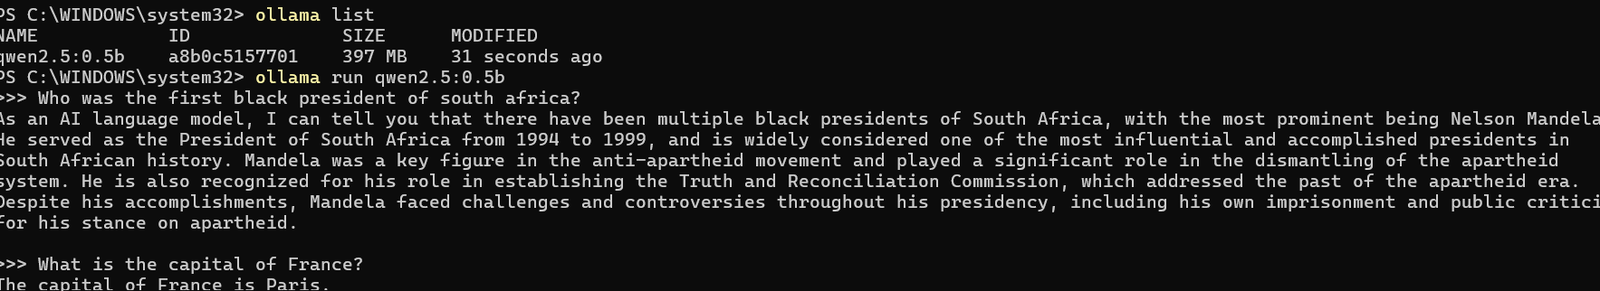 PS C:\WINDOWS\system32> ollama list
NAME ID SIZE MODIFIED
qwen2.5:0.5b a8b0c5157701 397 MB 31 seconds ago
PS C:\WINDOWS\system32> ollama run qwen2.5:0.5b
>>> Who was the first black president of south africa?
As an AI language model, I can tell you that there have been multiple black presidents of South Africa, with the most prominent being Nelson Mandela
He served as the President of South Africa from 1994 to 1999, and is widely considered one of the most influential and accomplished presidents in
South African history. Mandela was a key figure in the anti-apartheid movement and played a significant role in the dismantling of the apartheid
system. He is also recognized for his role in establishing the Truth and Reconciliation Commission, which addressed the past of the apartheid era.
Despite his accomplishments, Mandela faced challenges and controversies throughout his presidency, including his own imprisonment and public critici
for his stance on apartheid.
>>> What is the capital of France?
The capital of France is Paris.